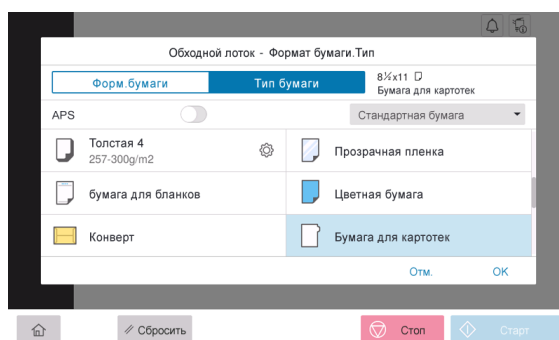 Обходной лоток - Формат бумаги.Тип
Форм.бумаги
Тип бумаги
8½x11
Бумага для картотек
APS
Стандартная бумага
Толстая 4
257-300g/m2
Прозрачная пленка
бумага для бланков
Цветная бумага
Конверт
Бумага для картотек
Отм.
OK
Сбросить
Стоп
Старт